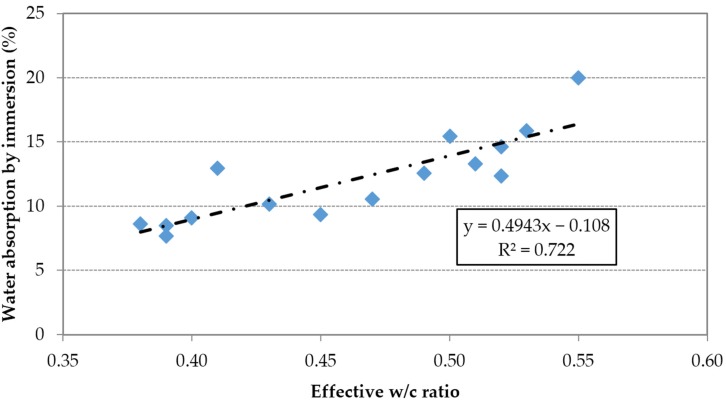 Water absorption by immersion (%)
25
20
15
10
5
0
y = 0.4943x − 0.108
R² = 0.722
0.35 0.40 0.45 0.50 0.55 0.60
Effective w/c ratio